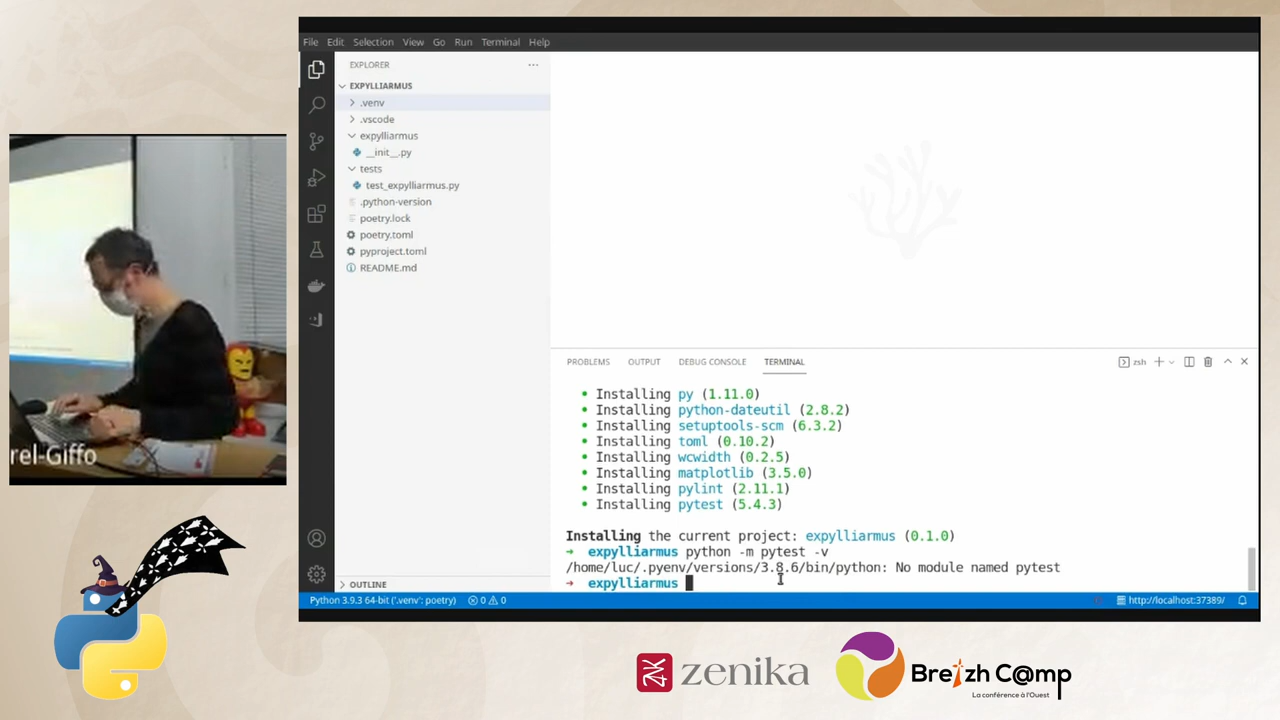 File Edit Selection View Go Run Terminal Help
EXPLORER
EXPYLLIARMUS
.venv
.vscode
expylliarmus
__init__.py
tests
test_expylliarmus.py
.python-version
poetry.lock
poetry.toml
pyproject.toml
README.md
OUTLINE
PROBLEMS OUTPUT DEBUG CONSOLE TERMINAL
zsh
• Installing py (1.11.0)
• Installing python-dateutil (2.8.2)
• Installing setuptools-scm (6.3.2)
• Installing toml (0.10.2)
• Installing wcwidth (0.2.5)
• Installing matplotlib (3.5.0)
• Installing pylint (2.11.1)
• Installing pytest (5.4.3)
Installing the current project: expylliarmus (0.1.0)
➜ expylliarmus python -m pytest -v
/home/luc/.pyenv/versions/3.8.6/bin/python: No module named pytest
➜ expylliarmus
Python 3.9.3 64-bit ('.venv': poetry) 0 0 http://localhost:37389/
rel-Giffo
zenika
Breizh C@mp
La conférence à l'Ouest